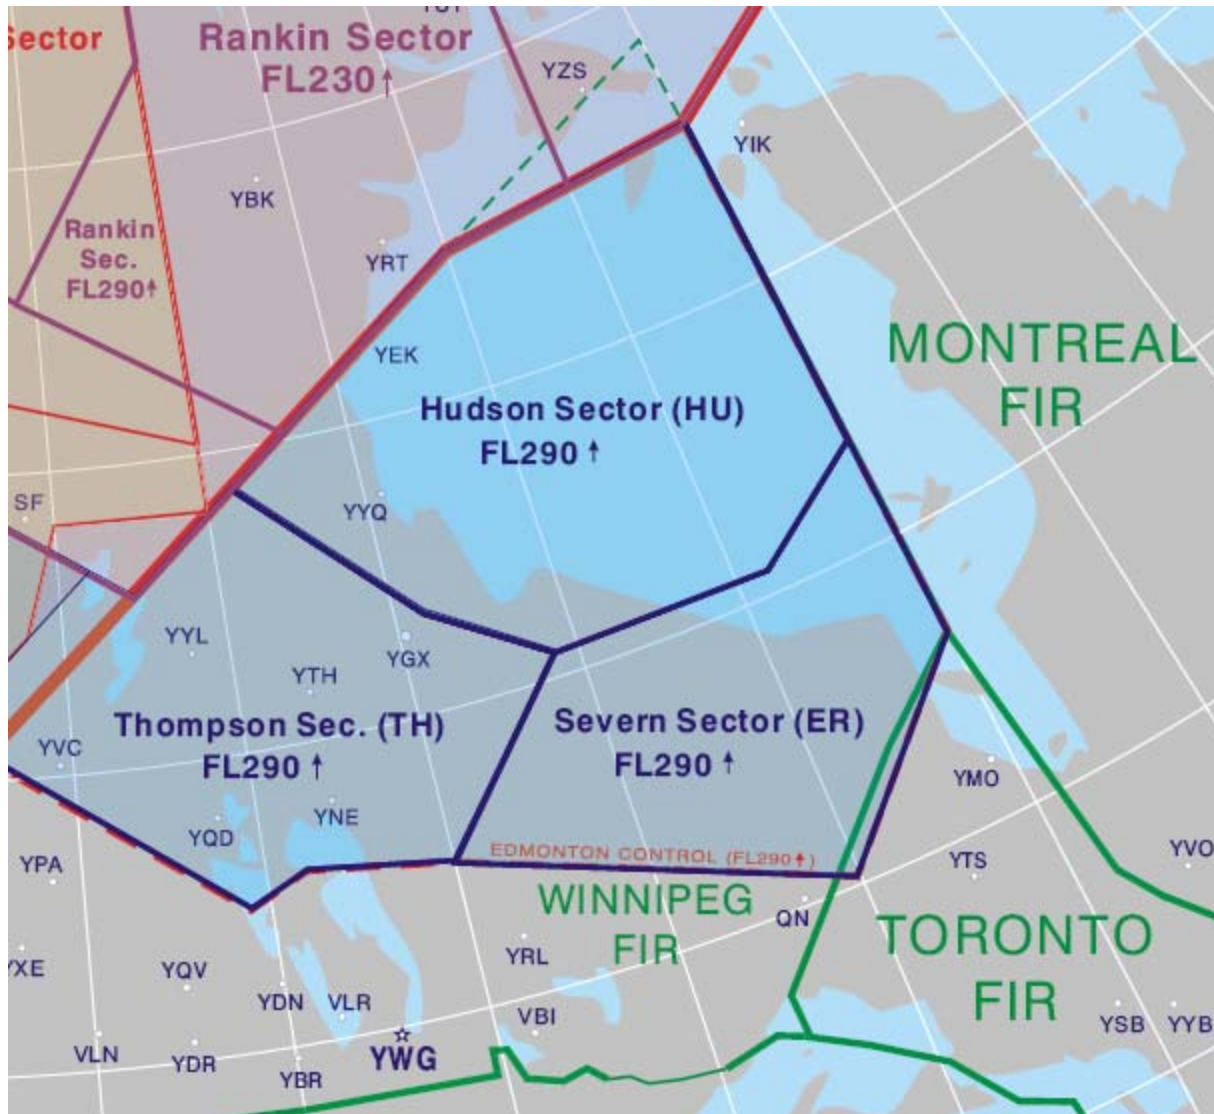 Sector
Rankin Sector
FL230↑
YZS
YIK
YBK
Rankin
Sec.
FL290↑
YRT
MONTREAL
FIR
YEK
Hudson Sector (HU)
FL290 ↑
SF
YYQ
YYL
YGX
YTH
Thompson Sec. (TH)
FL290 ↑
Severn Sector (ER)
FL290 ↑
YVC
YMO
YNE
YQD
EDMONTON CONTROL (FL290↑)
YPA
YTS
YVO
WINNIPEG
FIR
QN
TORONTO
FIR
YXE
YQV
YRL
YDN
VLR
VBI
YSB
YYB
VLN
YDR
YWG
YBR